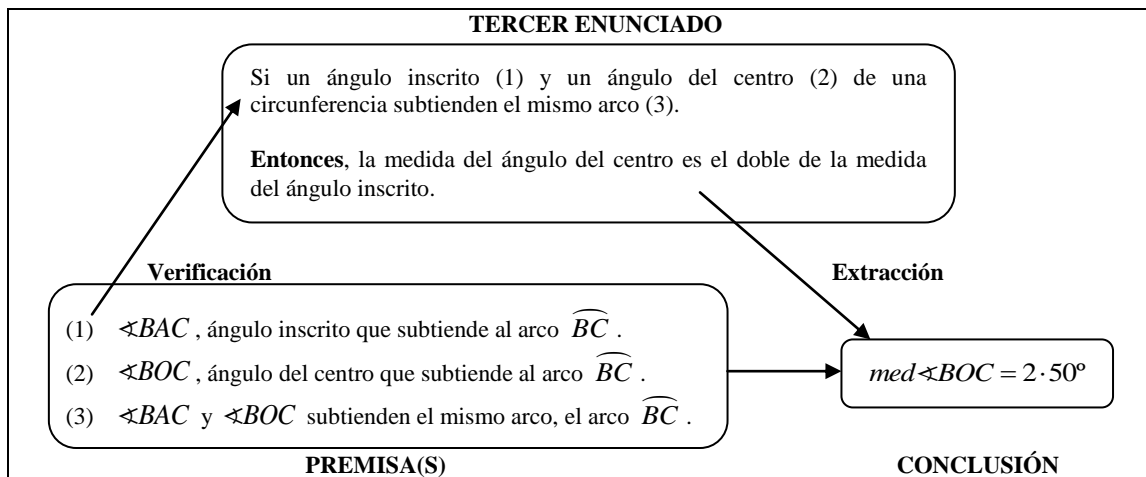 TERCER ENUNCIADO
Si un ángulo inscrito (1) y un ángulo del centro (2) de una
circunferencia subtienden el mismo arco (3).
Entonces, la medida del ángulo del centro es el doble de la medida
del ángulo inscrito.
Verificación
Extracción
(1) ∢BAC , ángulo inscrito que subtiende al arco \widehat{BC} .
(2) ∢BOC , ángulo del centro que subtiende al arco \widehat{BC} .
(3) ∢BAC y ∢BOC subtienden el mismo arco, el arco \widehat{BC} .
med∢BOC = 2·50º
PREMISA(S)
CONCLUSIÓN